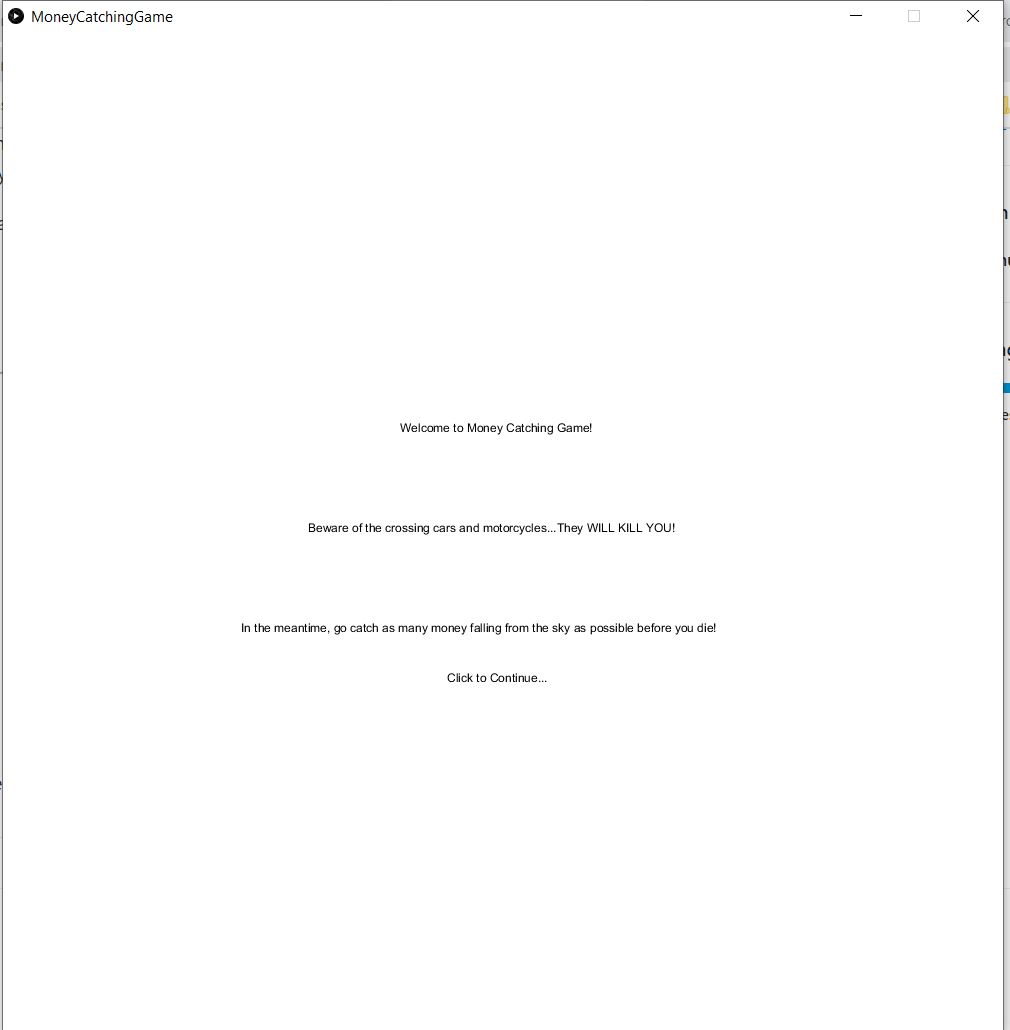 MoneyCatchingGame
Welcome to Money Catching Game!
Beware of the crossing cars and motorcycles...They WILL KILL YOU!
In the meantime, go catch as many money falling from the sky as possible before you die!
Click to Continue...